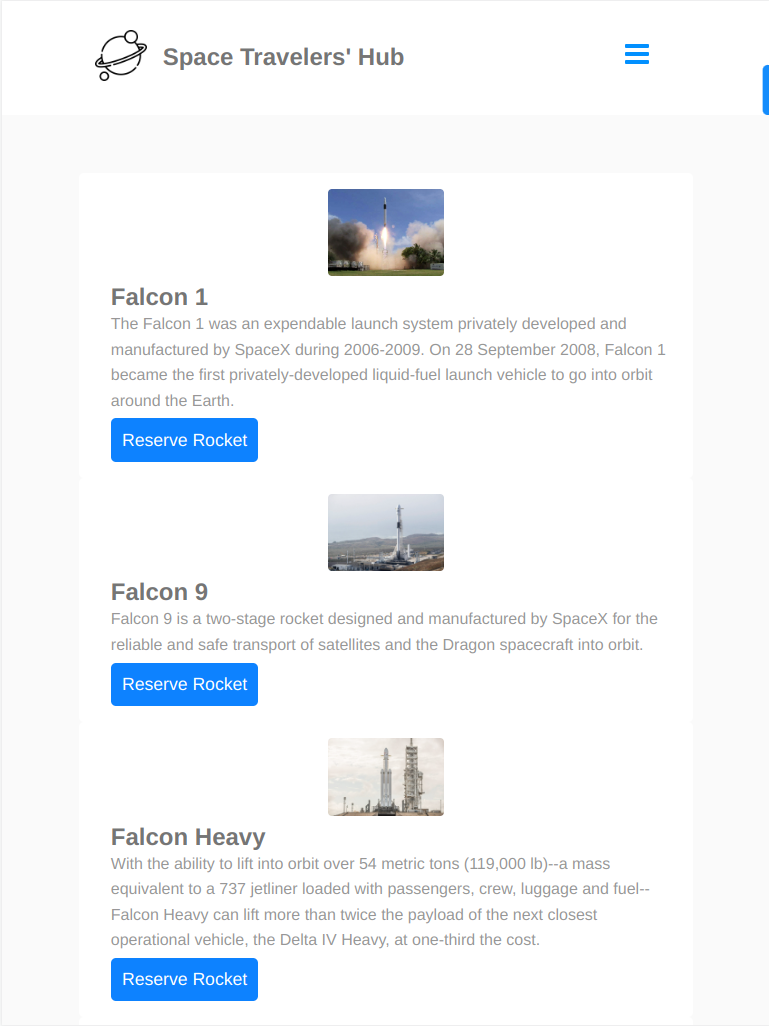 Space Travelers' Hub
Falcon 1
The Falcon 1 was an expendable launch system privately developed and
manufactured by SpaceX during 2006-2009. On 28 September 2008, Falcon 1
became the first privately-developed liquid-fuel launch vehicle to go into orbit
around the Earth.
Reserve Rocket
Falcon 9
Falcon 9 is a two-stage rocket designed and manufactured by SpaceX for the
reliable and safe transport of satellites and the Dragon spacecraft into orbit.
Reserve Rocket
Falcon Heavy
With the ability to lift into orbit over 54 metric tons (119,000 lb)--a mass
equivalent to a 737 jetliner loaded with passengers, crew, luggage and fuel--
Falcon Heavy can lift more than twice the payload of the next closest
operational vehicle, the Delta IV Heavy, at one-third the cost.
Reserve Rocket